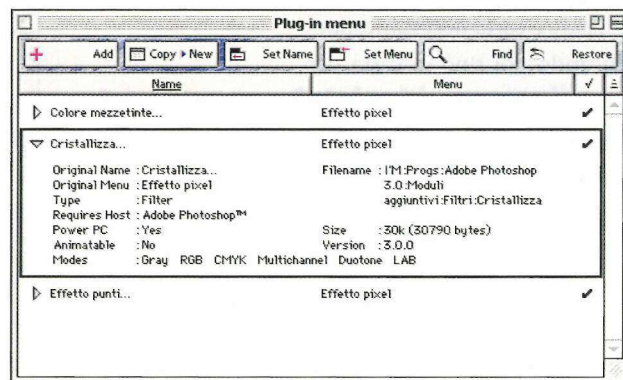 Plug-in menu
Add Copy ▸ New Set Name Set Menu Find Restore
Name Menu √
Colore mezzetinte... Effetto pixel ✔
Cristallizza... Effetto pixel ✔
Original Name : Cristallizza... Filename : I'M:Progs:Adobe Photoshop
Original Menu : Effetto pixel 3.0:Moduli
Type : Filter aggiuntivi:Filtri:Cristallizza
Requires Host : Adobe Photoshop™
Power PC : Yes Size : 30k (30790 bytes)
Animatable : No Version : 3.0.0
Modes : Gray RGB CMYK Multichannel Duotone LAB
Effetto punti... Effetto pixel ✔